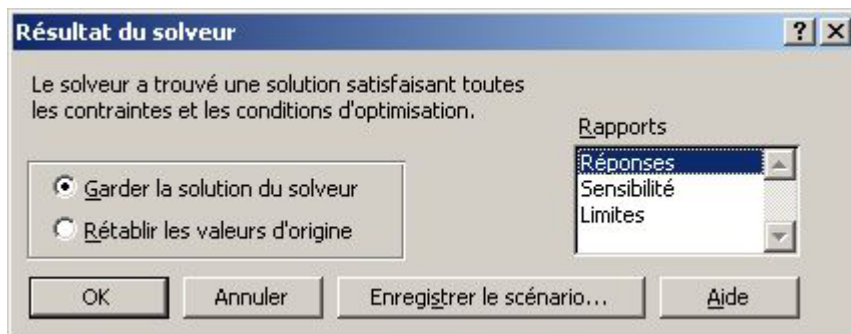 Résultat du solveur
Le solveur a trouvé une solution satisfaisant toutes
les contraintes et les conditions d'optimisation.
Rapports
Réponses
Sensibilité
Limites
Garder la solution du solveur
Rétablir les valeurs d'origine
OK
Annuler
Enregistrer le scénario...
Aide